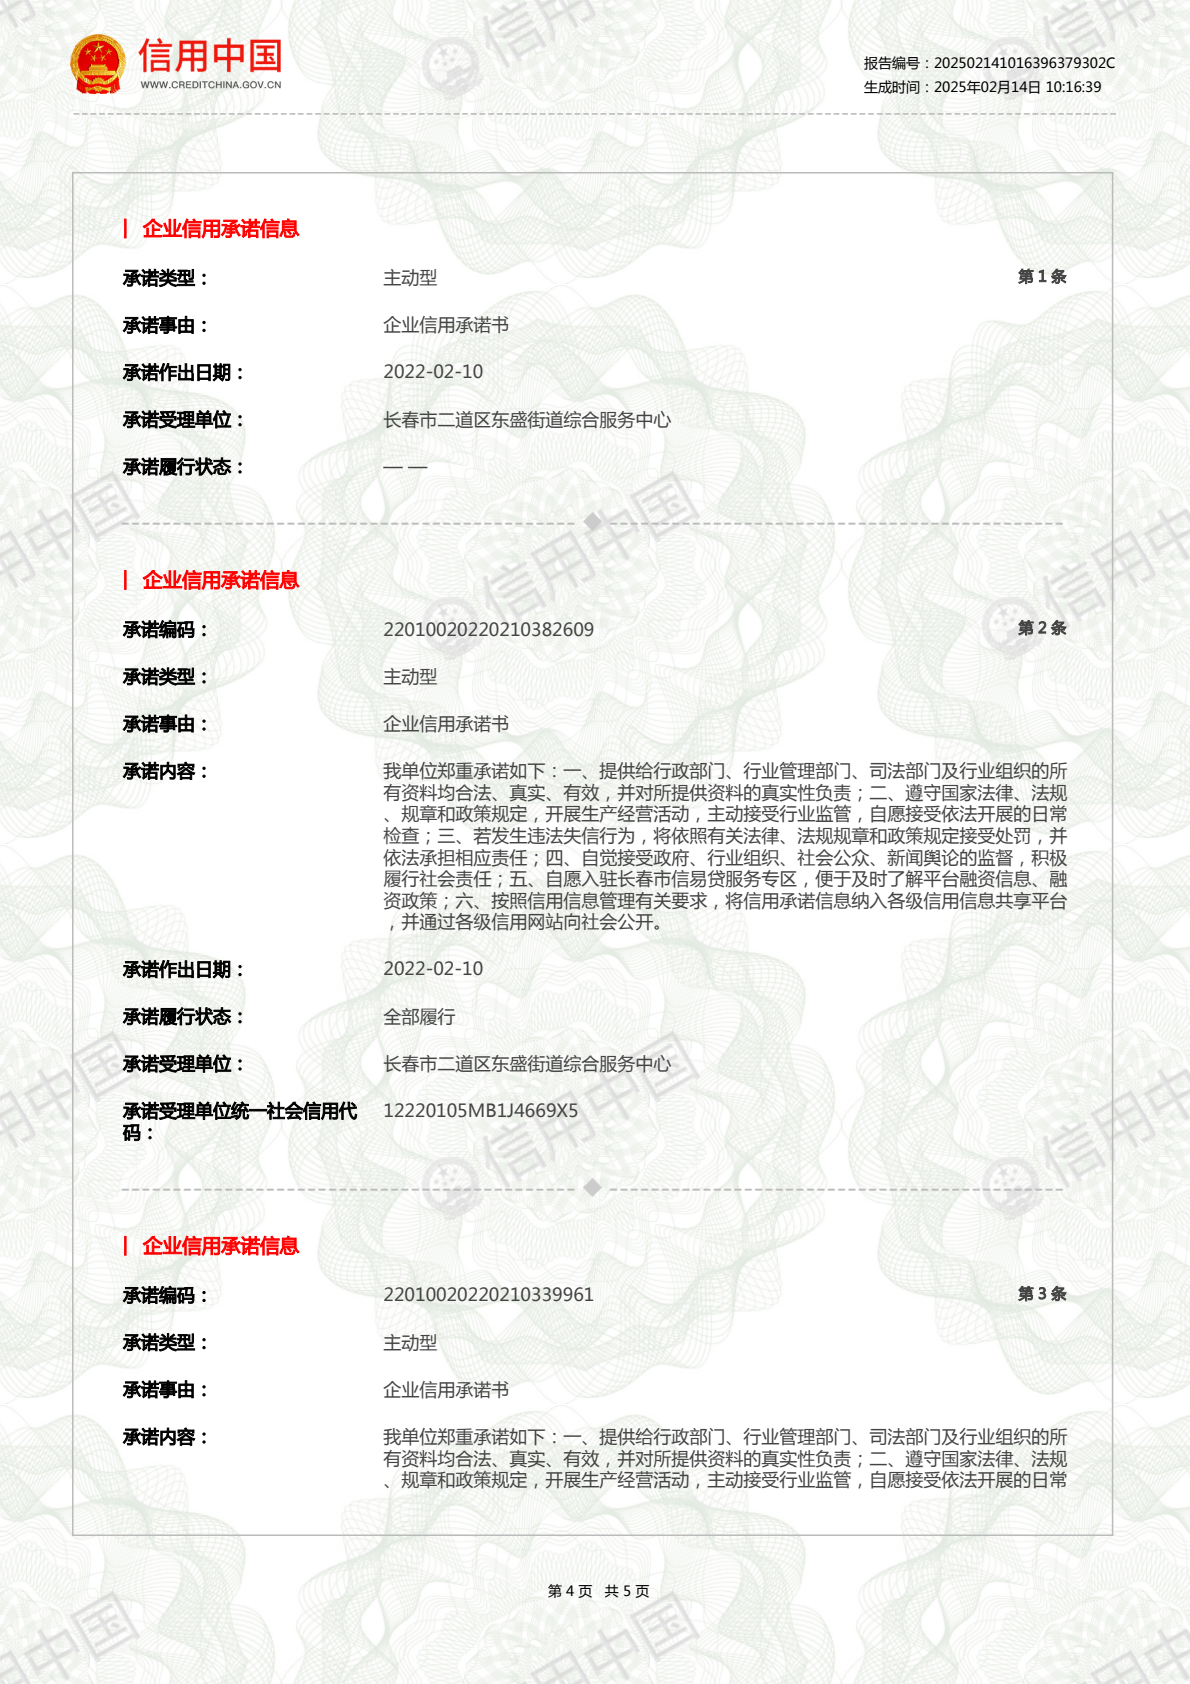 信用中国
WWW.CREDITCHINA.GOV.CN
报告编号：202502141016396379302C
生成时间：2025年02月14日 10:16:39
企业信用承诺信息
承诺类型： 主动型 第 1 条
承诺事由： 企业信用承诺书
承诺作出日期： 2022-02-10
承诺受理单位： 长春市二道区东盛街道综合服务中心
承诺履行状态： — —
企业信用承诺信息
承诺编码： 22010020220210382609 第 2 条
承诺类型： 主动型
承诺事由： 企业信用承诺书
承诺内容： 我单位郑重承诺如下：一、提供给行政部门、行业管理部门、司法部门及行业组织的所
有资料均合法、真实、有效，并对所提供资料的真实性负责；二、遵守国家法律、法规
、规章和政策规定，开展生产经营活动，主动接受行业监管，自愿接受依法开展的日常
检查；三、若发生违法失信行为，将依照有关法律、法规规章和政策规定接受处罚，并
依法承担相应责任；四、自觉接受政府、行业组织、社会公众、新闻舆论的监督，积极
履行社会责任；五、自愿入驻长春市信易贷服务专区，便于及时了解平台融资信息、融
资政策；六、按照信用信息管理有关要求，将信用承诺信息纳入各级信用信息共享平台
，并通过各级信用网站向社会公开。
承诺作出日期： 2022-02-10
承诺履行状态： 全部履行
承诺受理单位： 长春市二道区东盛街道综合服务中心
承诺受理单位统一社会信用代 12220105MB1J4669X5
码：
企业信用承诺信息
承诺编码： 22010020220210339961 第 3 条
承诺类型： 主动型
承诺事由： 企业信用承诺书
承诺内容： 我单位郑重承诺如下：一、提供给行政部门、行业管理部门、司法部门及行业组织的所
有资料均合法、真实、有效，并对所提供资料的真实性负责；二、遵守国家法律、法规
、规章和政策规定，开展生产经营活动，主动接受行业监管，自愿接受依法开展的日常
第 4 页 共 5 页